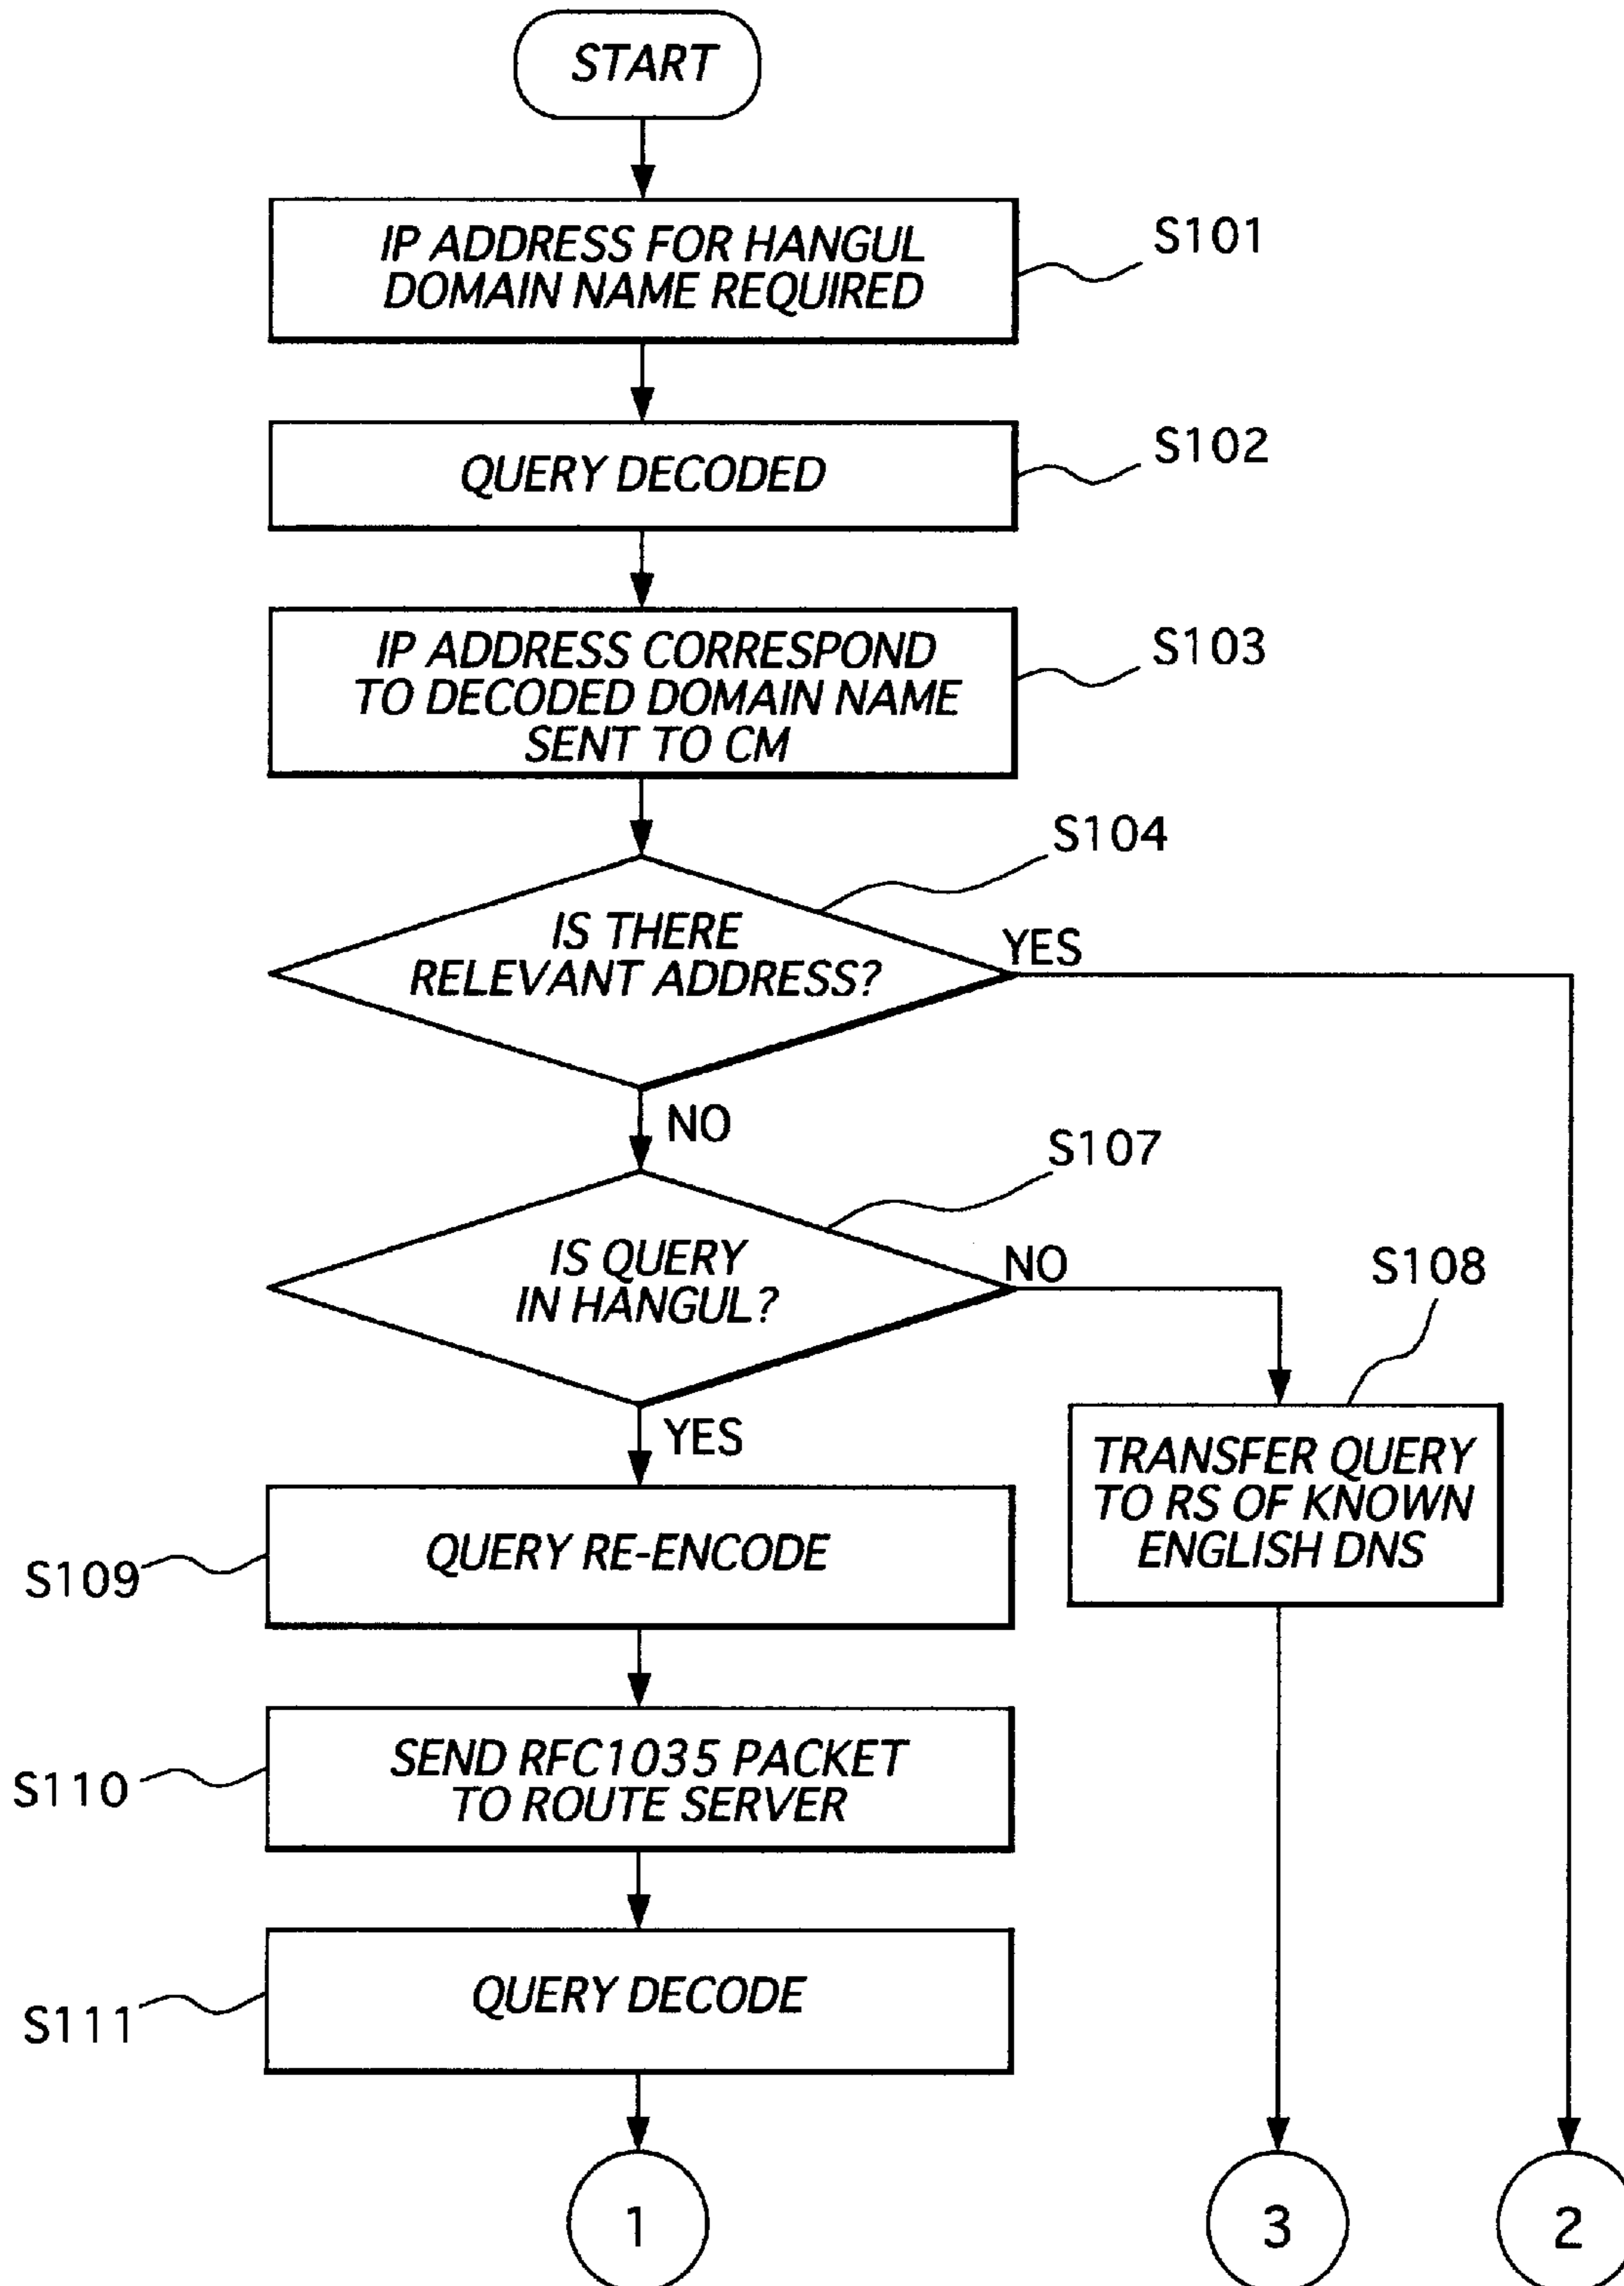 START
IP ADDRESS FOR HANGUL
DOMAIN NAME REQUIRED
S101
QUERY DECODED
S102
IP ADDRESS CORRESPOND
TO DECODED DOMAIN NAME
SENT TO CM
S103
S104
IS THERE
RELEVANT ADDRESS?
YES
NO
S107
IS QUERY
IN HANGUL?
NO
S108
YES
TRANSFER QUERY
TO RS OF KNOWN
ENGLISH DNS
QUERY RE-ENCODE
S109
SEND RFC1035 PACKET
TO ROUTE SERVER
S110
QUERY DECODE
S111
1
3
2